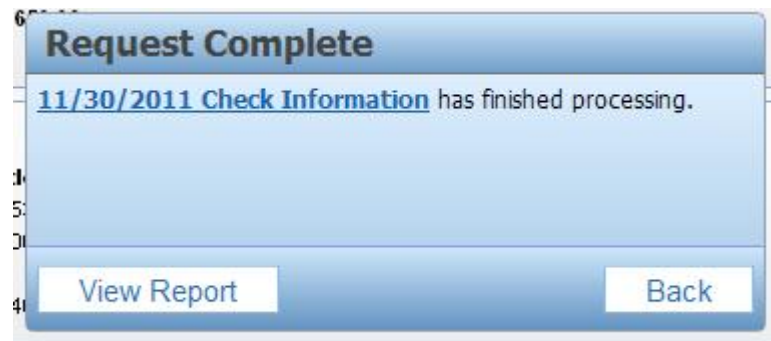 Request Complete
11/30/2011 Check Information has finished processing.
View Report
Back